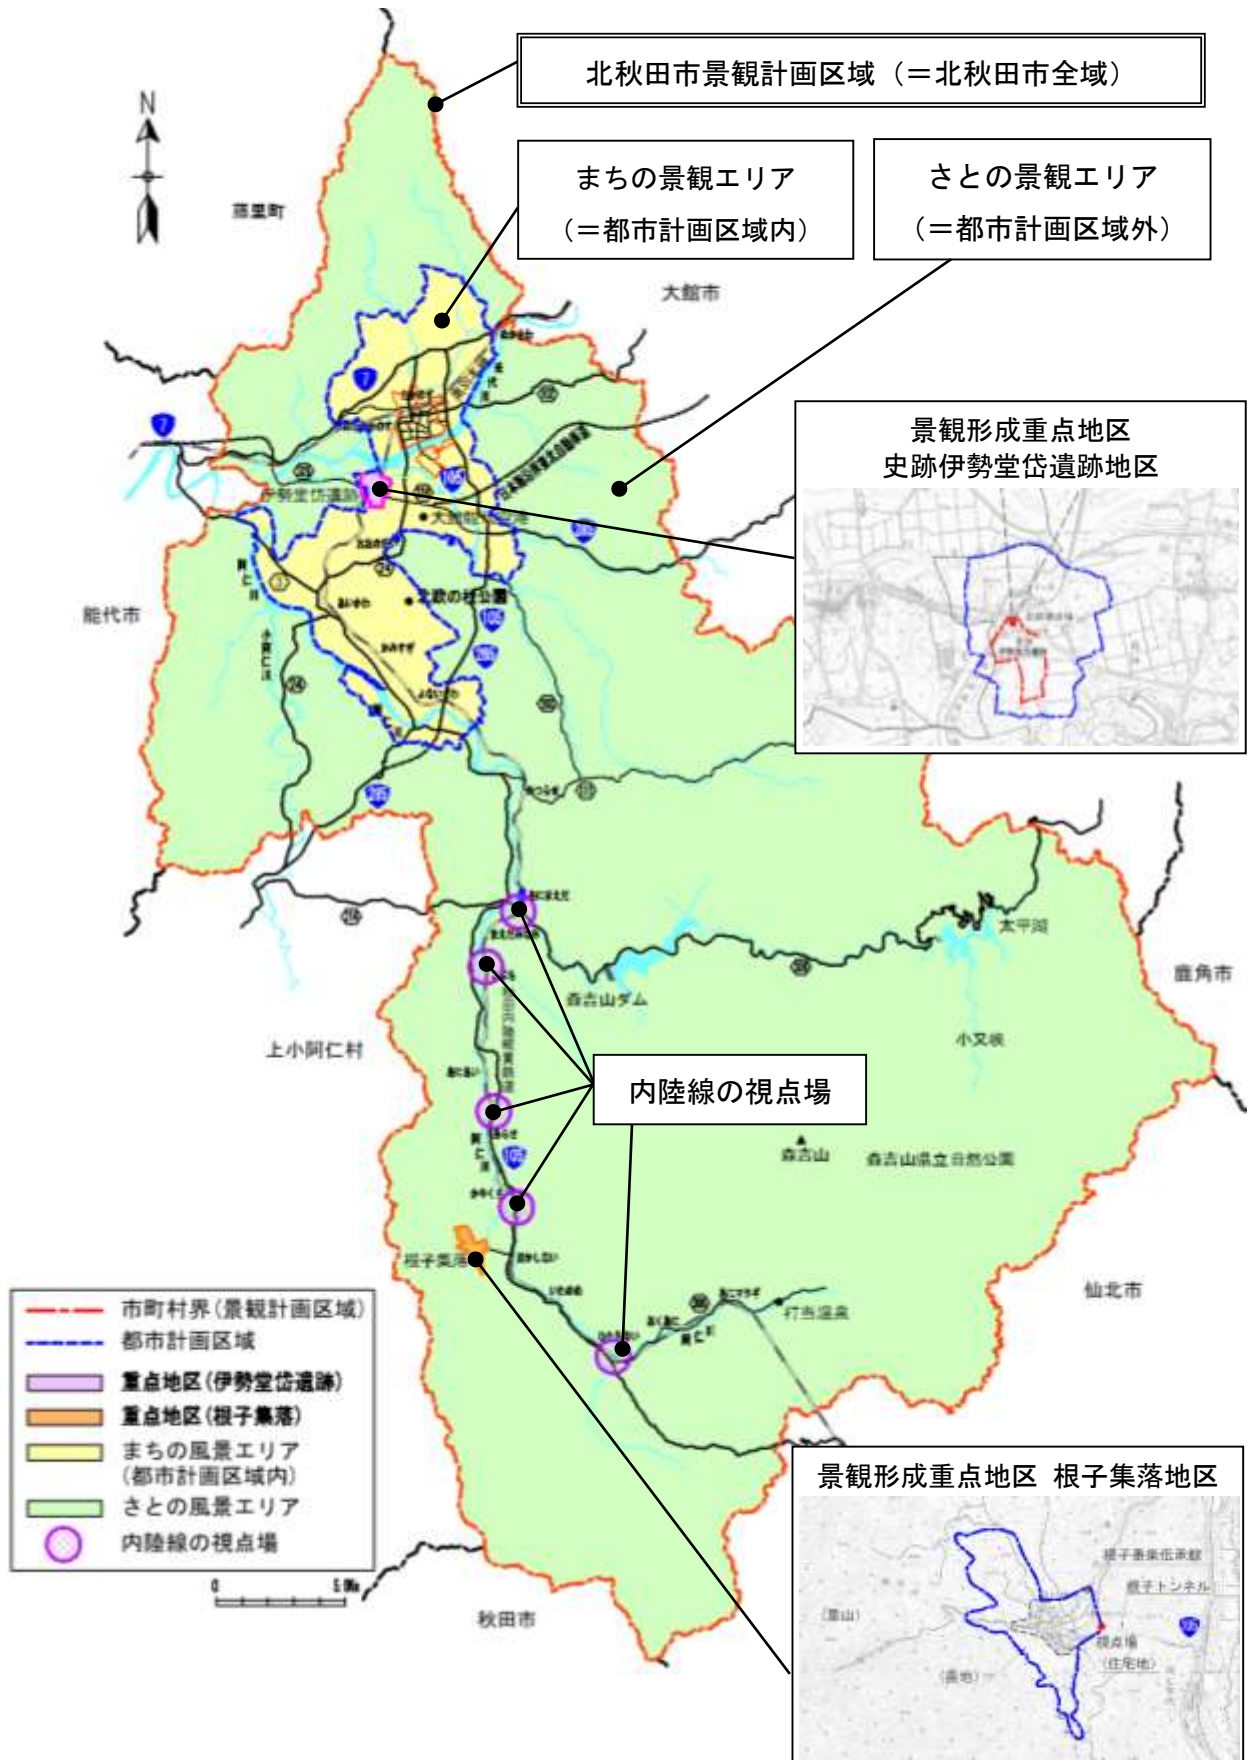 北秋田市景観計画区域（＝北秋田市全域）
N
まちの景観エリア
（＝都市計画区域内）
さとの景観エリア
（＝都市計画区域外）
藤里町
大館市
7
7
105
景観形成重点地区
史跡伊勢堂岱遺跡地区
伊勢堂岱遺跡
能代市
24
北欧の杜公園
105
285
24
285
太平湖
鹿角市
森吉山ダム
小又峡
上小阿仁村
内陸線の視点場
105
森吉山
森吉山県立自然公園
根子集落
打当温泉
仙北市
市町村界(景観計画区域)
都市計画区域
重点地区(伊勢堂岱遺跡)
重点地区(根子集落)
まちの風景エリア
(都市計画区域内)
さとの風景エリア
内陸線の視点場
0
秋田市
景観形成重点地区 根子集落地区
根子トンネル
105
視点場
(住宅地)